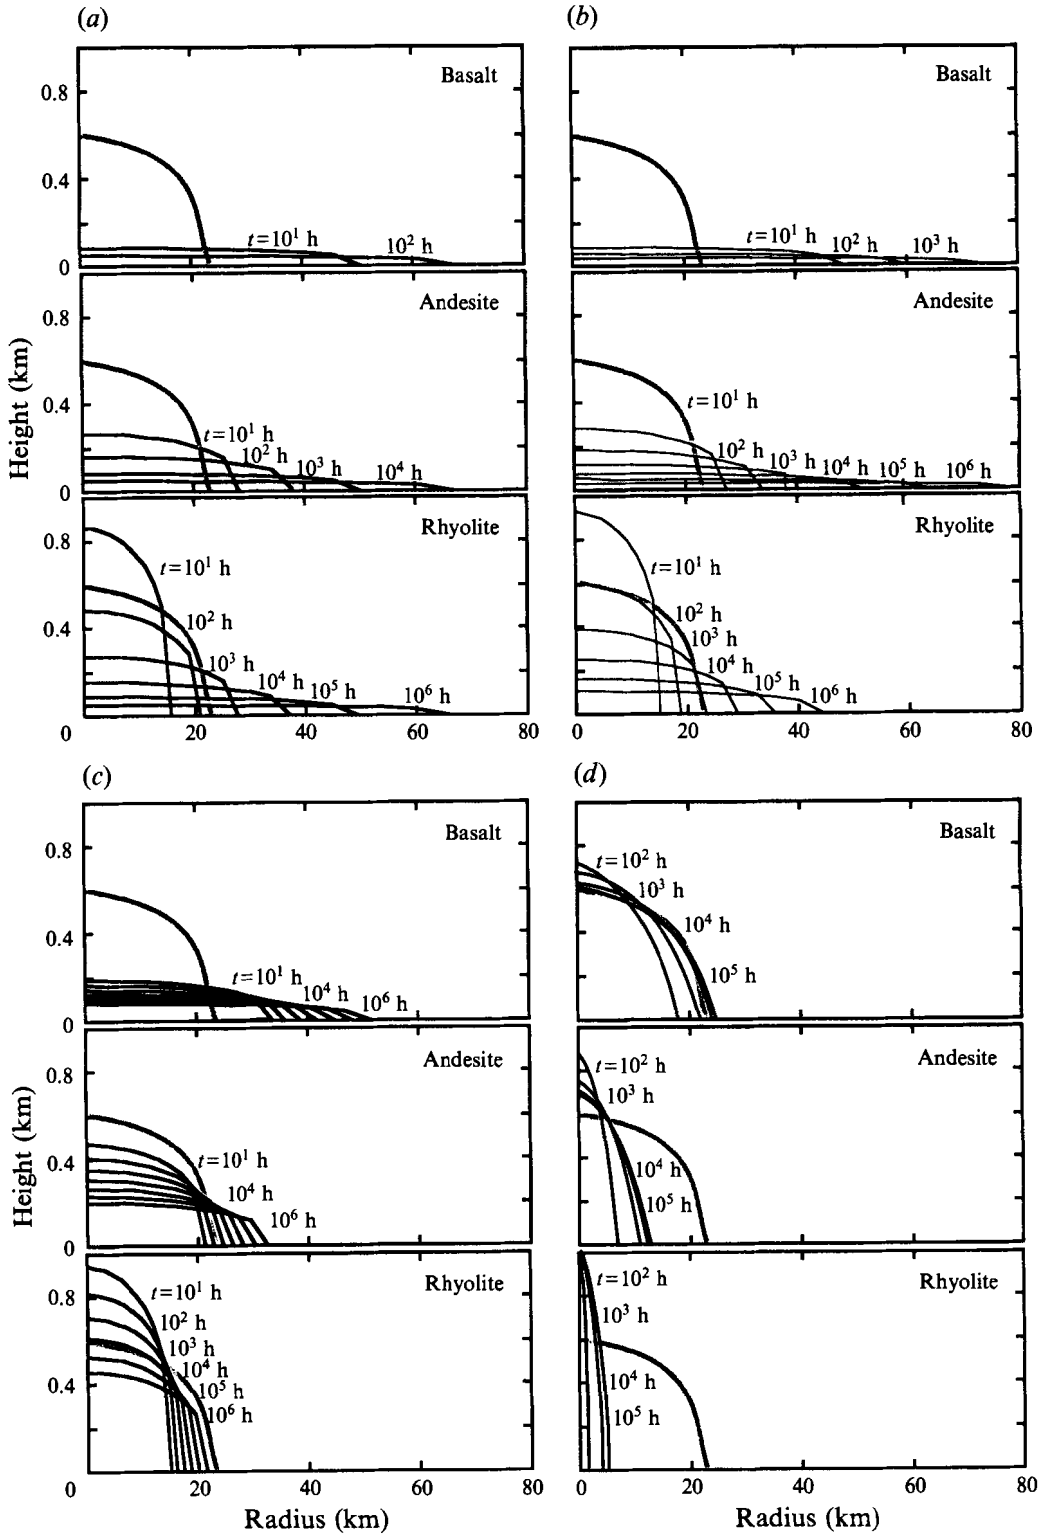 (a)
Basalt
0.8
0.4
0
t=10¹ h
10² h
Andesite
0.8
0.4
0
t=10¹ h
10² h
10³ h
10⁴ h
Rhyolite
0.8
0.4
0
t=10¹ h
10² h
10³ h
10⁴ h
10⁵ h
10⁶ h
20
40
60
80
Height (km)
(b)
Basalt
t=10¹ h
10² h
10³ h
Andesite
t=10¹ h
10² h
10³ h
10⁴ h
10⁵ h
10⁶ h
Rhyolite
t=10¹ h
10² h
10³ h
10⁴ h
10⁵ h
10⁶ h
0
20
40
60
80
(c)
Basalt
0.8
0.4
0
t=10¹ h
10⁴ h
10⁶ h
Andesite
0.8
0.4
0
t=10¹ h
10⁴ h
10⁶ h
Rhyolite
0.8
0.4
0
t=10¹ h
10² h
10³ h
10⁴ h
10⁵ h
10⁶ h
20
40
60
80
Height (km)
Radius (km)
(d)
Basalt
t=10² h
10³ h
10⁴ h
10⁵ h
Andesite
t=10² h
10³ h
10⁴ h
10⁵ h
Rhyolite
t=10² h
10³ h
10⁴ h
10⁵ h
0
20
40
60
80
Radius (km)